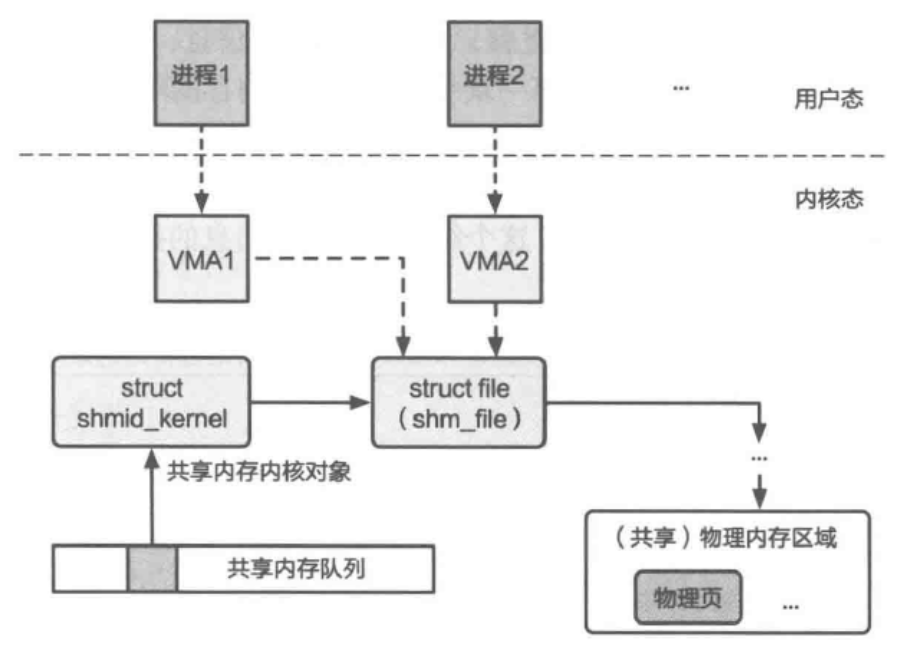 进程1
进程2
...
用户态
内核态
VMA1
VMA2
struct
shmid_kernel
struct file
（shm_file）
...
共享内存内核对象
共享内存队列
（共享）物理内存区域
物理页
...